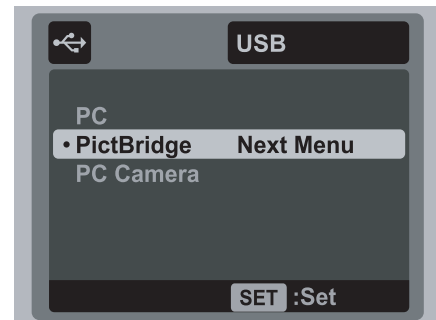 USB
PC
• PictBridge Next Menu
PC Camera
SET :Set